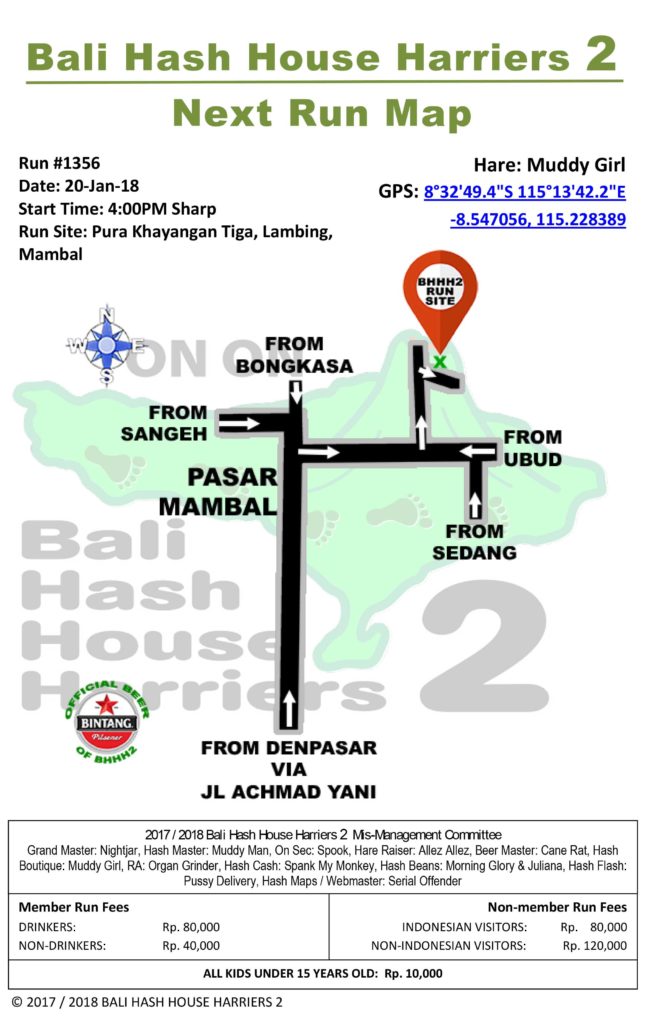 Bali Hash House Harriers 2
Next Run Map
Run #1356
Date: 20-Jan-18
Start Time: 4:00PM Sharp
Run Site: Pura Khayangan Tiga, Lambing,
Mambal
Hare: Muddy Girl
GPS: 8°32'49.4"S 115°13'42.2"E
-8.547056, 115.228389
BHHH2
RUN
SITE
N
W E
S
ON ON
X
FROM
BONGKASA
FROM
SANGEH
FROM
UBUD
PASAR
MAMBAL
FROM
SEDANG
Bali
Hash
House
Harriers 2
OFFICIAL BEER
BINTANG
Pilsener
OF BHHH2
FROM DENPASAR
VIA
JL ACHMAD YANI
2017 / 2018 Bali Hash House Harriers 2 Mis-Management Committee
Grand Master: Nightjar, Hash Master: Muddy Man, On Sec: Spook, Hare Raiser: Allez Allez, Beer Master: Cane Rat, Hash
Boutique: Muddy Girl, RA: Organ Grinder, Hash Cash: Spank My Monkey, Hash Beans: Morning Glory & Juliana, Hash Flash:
Pussy Delivery, Hash Maps / Webmaster: Serial Offender
Member Run Fees
DRINKERS: Rp. 80,000
NON-DRINKERS: Rp. 40,000
Non-member Run Fees
INDONESIAN VISITORS: Rp. 80,000
NON-INDONESIAN VISITORS: Rp. 120,000
ALL KIDS UNDER 15 YEARS OLD: Rp. 10,000
© 2017 / 2018 BALI HASH HOUSE HARRIERS 2